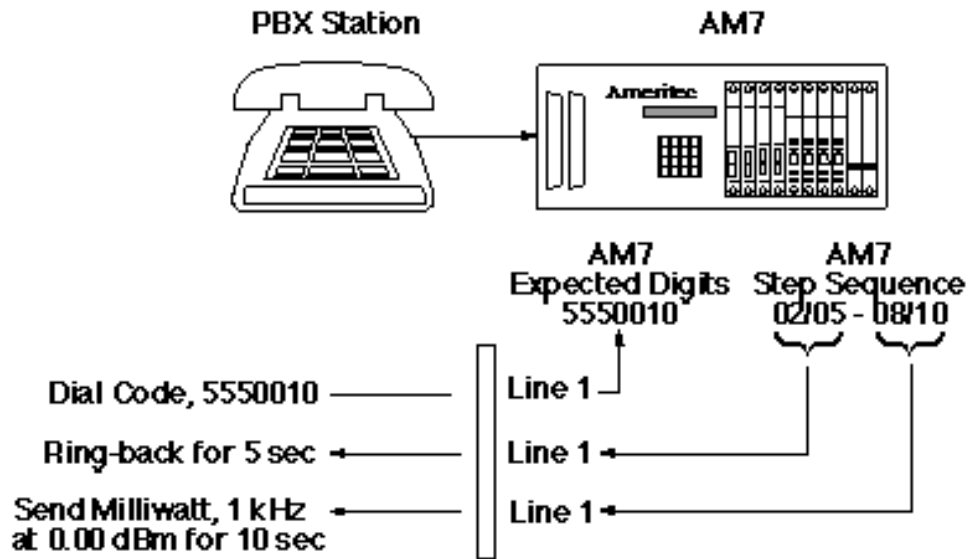 PBX Station
AM7
Ameritec
AM7
Expected Digits
5550010
AM7
Step Sequence
02/05 - 08/10
Dial Code, 5550010
Line 1
Ring-back for 5 sec
Line 1
Send Milliwatt, 1 kHz
at 0.00 dBm for 10 sec
Line 1